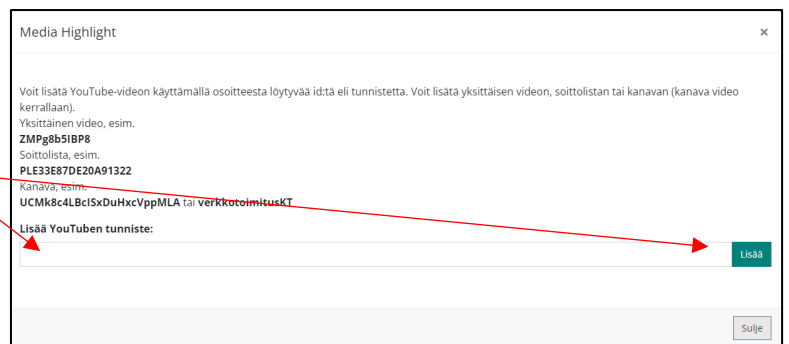 Media Highlight ×
Voit lisätä YouTube-videon käyttämällä osoitteesta löytyvää id:tä eli tunnistetta. Voit lisätä yksittäisen videon, soittolistan tai kanavan (kanava video
kerrallaan).
Yksittäinen video, esim.
ZMPg8b5IBP8
Soittolista, esim.
PLE33E87DE20A91322
Kanava, esim.
UCMk8c4LBcISxDuHxcVppMLA tai verkkotoimitusKT
Lisää YouTuben tunniste:
Lisää
Sulje